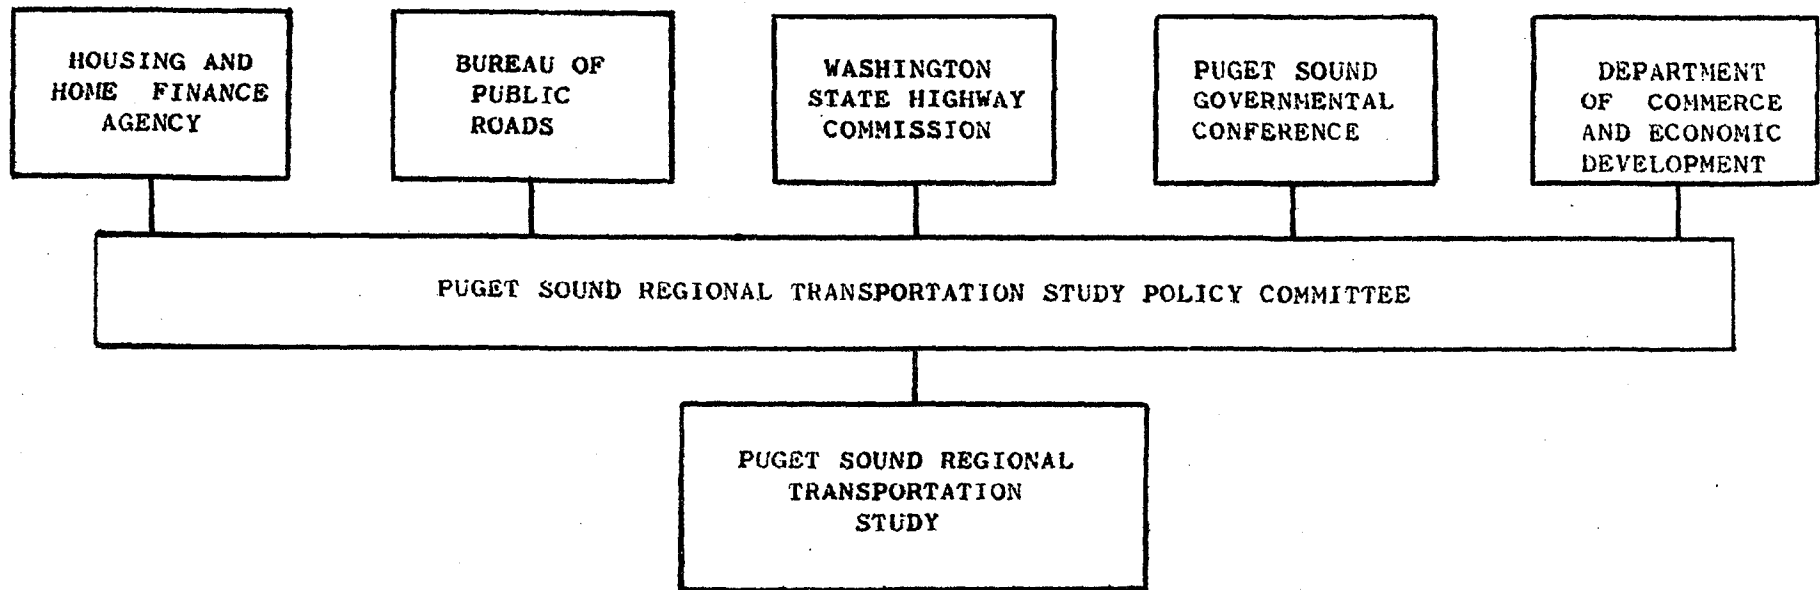 HOUSING AND
HOME FINANCE
AGENCY
BUREAU OF
PUBLIC
ROADS
WASHINGTON
STATE HIGHWAY
COMMISSION
PUGET SOUND
GOVERNMENTAL
CONFERENCE
DEPARTMENT
OF COMMERCE
AND ECONOMIC
DEVELOPMENT
PUGET SOUND REGIONAL TRANSPORTATION STUDY POLICY COMMITTEE
PUGET SOUND REGIONAL
TRANSPORTATION
STUDY